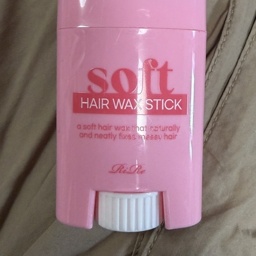 soft
HAIR WAX STICK
a soft hair wax that naturally
and neatly fixes messy hair
RiRe